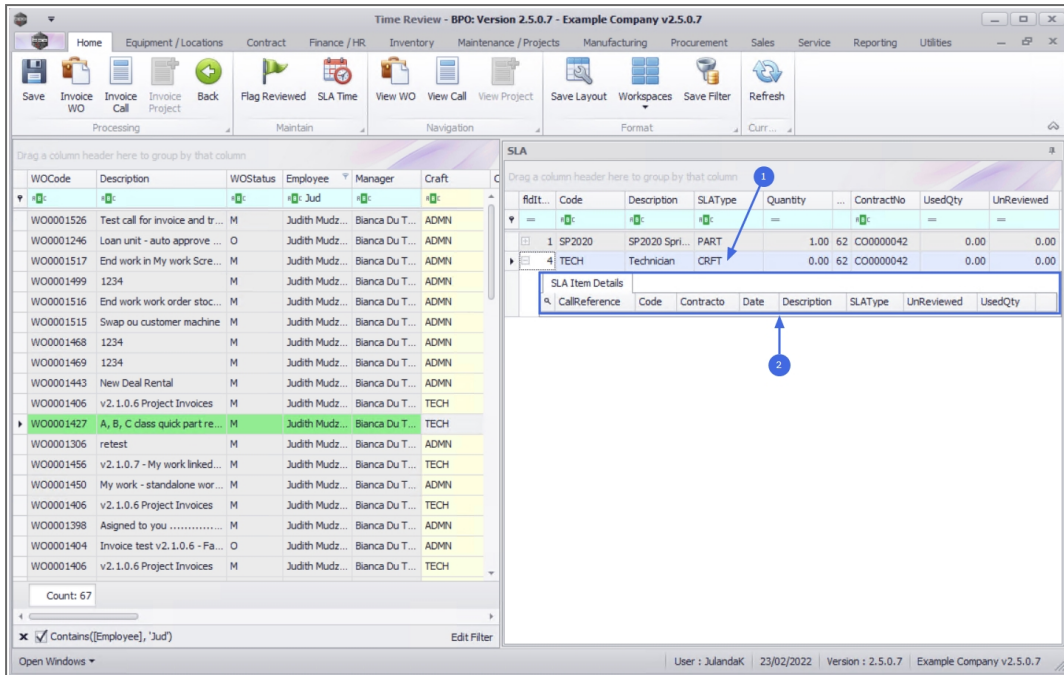 Time Review - BPO: Version 2.5.0.7 - Example Company v2.5.0.7
Home Equipment / Locations Contract Finance / HR Inventory Maintenance / Projects Manufacturing Procurement Sales Service Reporting Utilities
Save Invoice WO Invoice Call Invoice Project Back Flag Reviewed SLA Time View WO View Call View Project Save Layout Workspaces Save Filter Refresh
Processing Maintain Navigation Format Curr...
Drag a column header here to group by that column
WOCode Description WOStatus Employee Manager Craft C
Jud
WO0001526 Test call for invoice and tr... M Judith Mudz... Bianca Du T... ADMN
WO0001246 Loan unit - auto approve ... O Judith Mudz... Bianca Du T... ADMN
WO0001517 End work in My work Scre... M Judith Mudz... Bianca Du T... ADMN
WO0001499 1234 M Judith Mudz... Bianca Du T... ADMN
WO0001516 End work work order stoc... M Judith Mudz... Bianca Du T... ADMN
WO0001515 Swap ou customer machine M Judith Mudz... Bianca Du T... ADMN
WO0001468 1234 M Judith Mudz... Bianca Du T... ADMN
WO0001469 1234 M Judith Mudz... Bianca Du T... ADMN
WO0001443 New Deal Rental M Judith Mudz... Bianca Du T... ADMN
WO0001406 v2.1.0.6 Project Invoices M Judith Mudz... Bianca Du T... TECH
WO0001427 A, B, C class quick part re... M Judith Mudz... Bianca Du T... TECH
WO0001306 retest M Judith Mudz... Bianca Du T... ADMN
WO0001456 v2.1.0.7 - My work linked... M Judith Mudz... Bianca Du T... TECH
WO0001450 My work - standalone wor... M Judith Mudz... Bianca Du T... ADMN
WO0001406 v2.1.0.6 Project Invoices M Judith Mudz... Bianca Du T... TECH
WO0001398 Asigned to you ............. M Judith Mudz... Bianca Du T... ADMN
WO0001404 Invoice test v2.1.0.6 - Fa... O Judith Mudz... Bianca Du T... ADMN
WO0001406 v2.1.0.6 Project Invoices M Judith Mudz... Bianca Du T... TECH
Count: 67
Contains([Employee], 'Jud') Edit Filter
SLA
Drag a column header here to group by that column
1
fldIt... Code Description SLAType Quantity ... ContractNo UsedQty UnReviewed
= = = =
1 SP2020 SP2020 Spri... PART 1.00 62 CO0000042 0.00 0.00
4 TECH Technician CRFT 0.00 62 CO0000042 0.00 0.00
SLA Item Details
CallReference Code Contracto Date Description SLAType UnReviewed UsedQty
2
Open Windows User : JulandaK 23/02/2022 Version : 2.5.0.7 Example Company v2.5.0.7